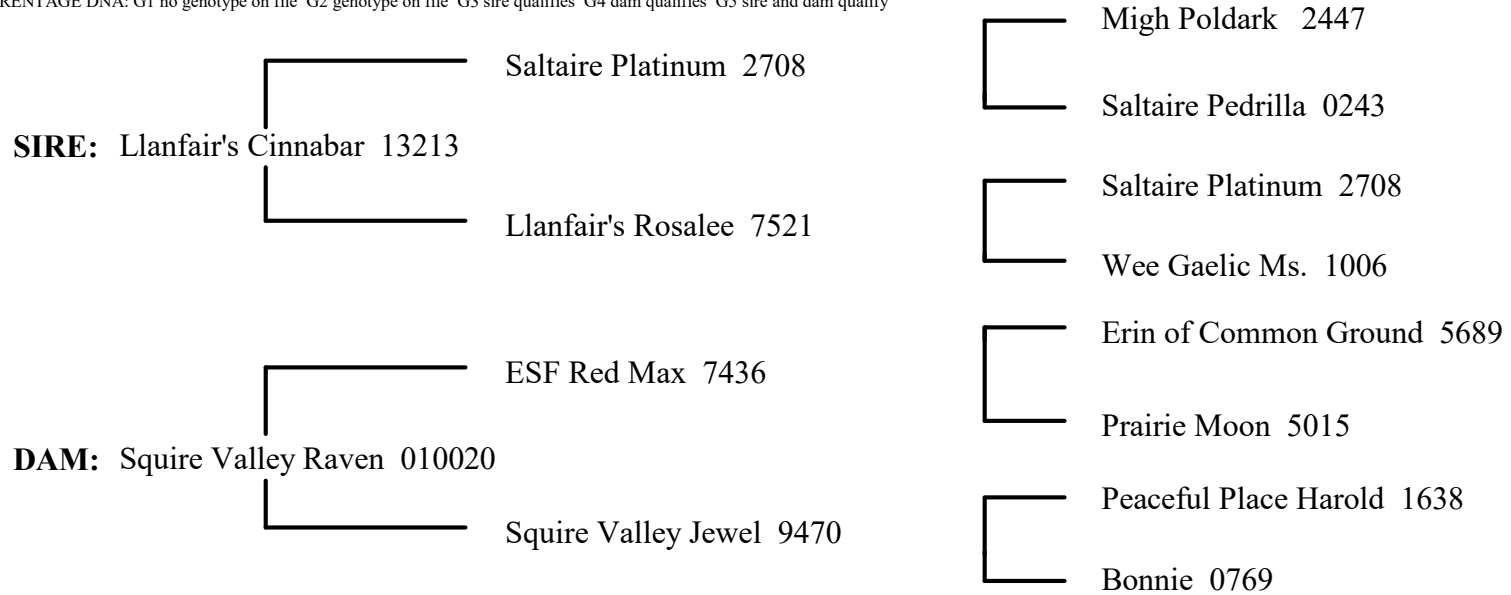 RENTAGE DNA: G1 no genotype on file G2 genotype on file G3 sire qualifies G4 dam qualifies G5 sire and dam qualify
Migh Poldark 2447
Saltaire Platinum 2708
Saltaire Pedrilla 0243
SIRE: Llanfair's Cinnabar 13213
Saltaire Platinum 2708
Llanfair's Rosalee 7521
Wee Gaelic Ms. 1006
Erin of Common Ground 5689
ESF Red Max 7436
Prairie Moon 5015
DAM: Squire Valley Raven 010020
Peaceful Place Harold 1638
Squire Valley Jewel 9470
Bonnie 0769